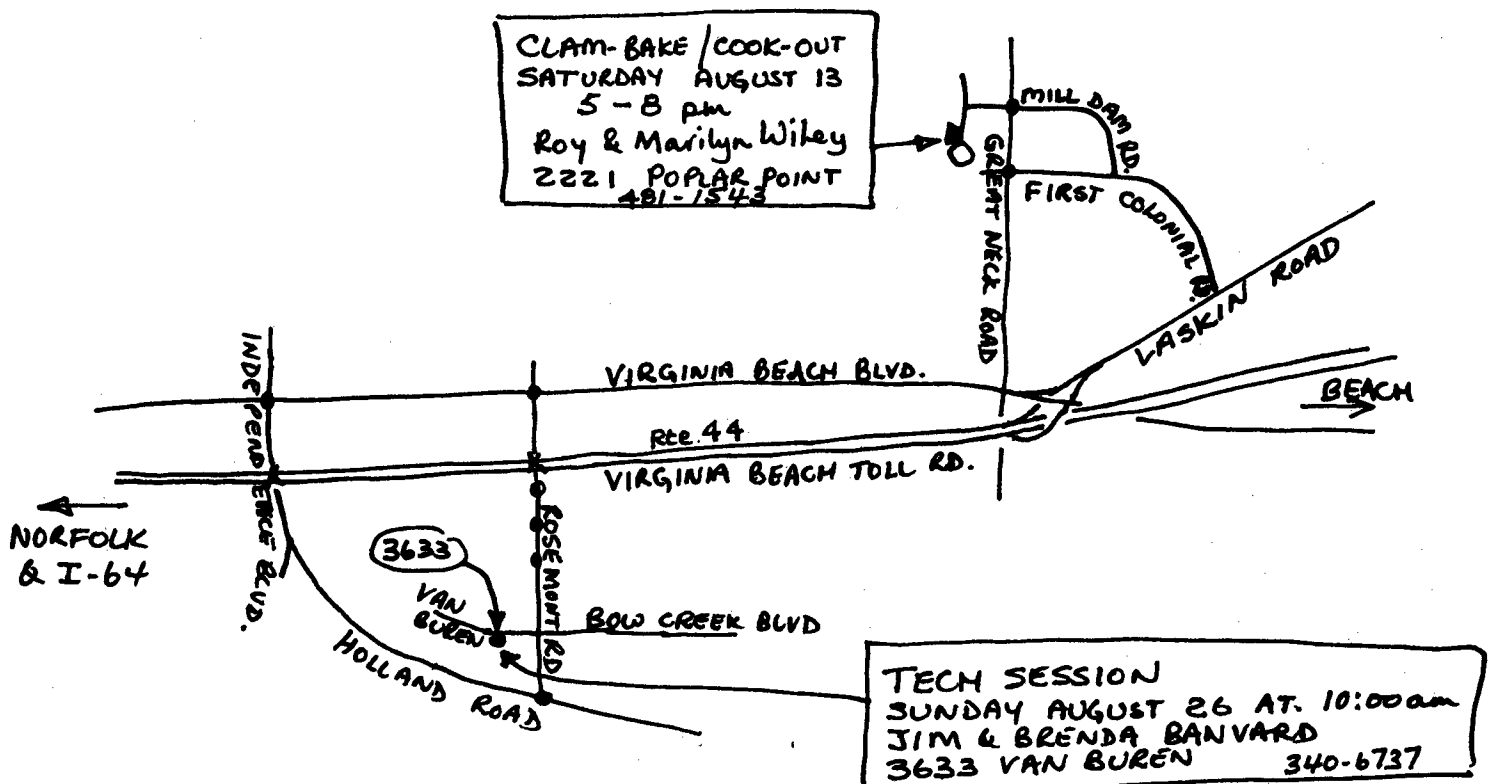 CLAM-BAKE / COOK-OUT
SATURDAY AUGUST 13
5 - 8 pm
Roy & Marilyn Wiley
2221 POPLAR POINT
481-1543
MILL DAM RD.
GREAT NECK ROAD
FIRST COLONIAL RD.
LASKIN ROAD
INDEPENDENCE BLVD.
VIRGINIA BEACH BLVD.
BEACH
Rte. 44
VIRGINIA BEACH TOLL RD.
NORFOLK
& I-64
ROSEMONT RD
3633
VAN
BUREN
BOW CREEK BLVD
HOLLAND ROAD
TECH SESSION
SUNDAY AUGUST 26 AT. 10:00am
JIM & BRENDA BANVARD
3633 VAN BUREN 340-6737